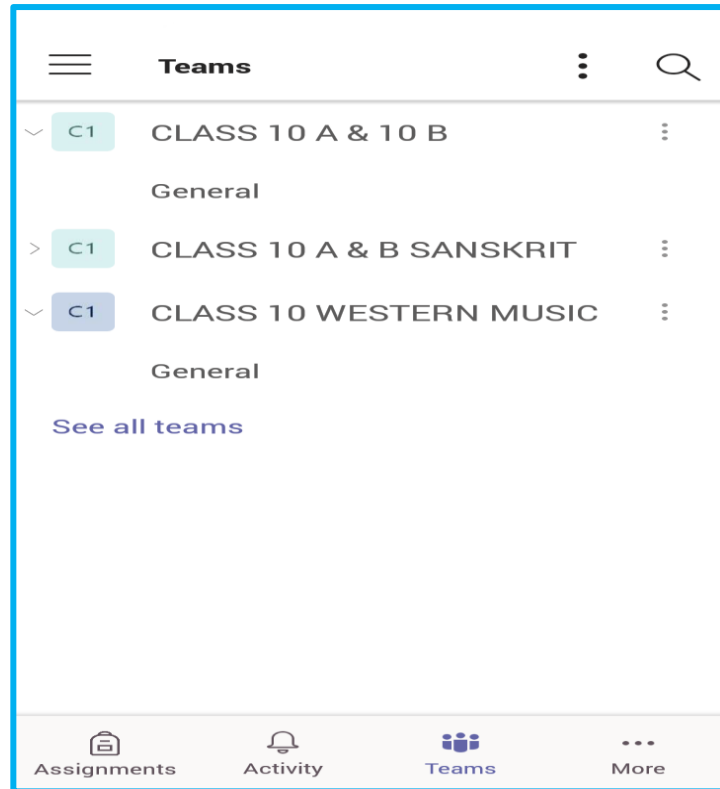 Teams
C1 CLASS 10 A & 10 B
General
C1 CLASS 10 A & B SANSKRIT
C1 CLASS 10 WESTERN MUSIC
General
See all teams
Assignments Activity Teams More